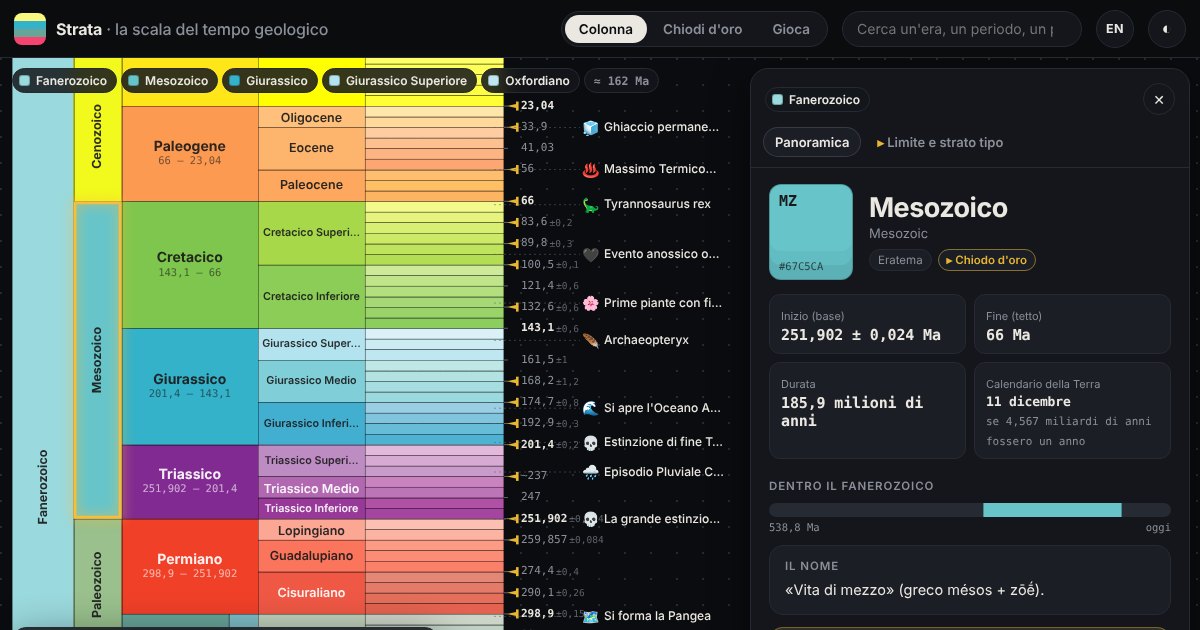 Strata · la scala del tempo geologico
Colonna
Chiodi d'oro
Gioca
Cerca un'era, un periodo, un p
EN
Fanerozoico
Mesozoico
Giurassico
Giurassico Superiore
Oxfordiano
≈ 162 Ma
Fanerozoico
Cenozoico
Mesozoico
Paleozoico
Paleogene
66 — 23,04
Cretacico
143,1 — 66
Giurassico
201,4 — 143,1
Triassico
251,902 — 201,4
Permiano
298,9 — 251,902
Oligocene
Eocene
Paleocene
Cretacico Superi...
Cretacico Inferiore
Giurassico Super...
Giurassico Medio
Giurassico Inferi...
Triassico Superi...
Triassico Medio
Triassico Inferiore
Lopingiano
Guadalupiano
Cisuraliano
23,04
33,9
41,03
56
66
83,6 ±0,2
89,8 ±0,3
100,5 ±0,1
121,4 ±0,6
132,6 ±0,6
143,1 ±0,6
161,5 ±1
168,2 ±1,2
174,7 ±0,8
192,9 ±0,3
201,4 ±0,2
~237
247
251,902
259,857 ±0,084
274,4 ±0,4
290,1 ±0,26
298,9 ±0,15
Ghiaccio permane...
Massimo Termico...
Tyrannosaurus rex
Evento anossico o...
Prime piante con fi...
Archaeopteryx
Si apre l'Oceano A...
Estinzione di fine T...
Episodio Pluviale C...
La grande estinzio...
Si forma la Pangea
Fanerozoico
×
Panoramica
▸ Limite e strato tipo
MZ
#67C5CA
Mesozoico
Mesozoic
Eratema
▸ Chiodo d'oro
Inizio (base)
251,902 ± 0,024 Ma
Fine (tetto)
66 Ma
Durata
185,9 milioni di
anni
Calendario della Terra
11 dicembre
se 4,567 miliardi di anni
fossero un anno
DENTRO IL FANEROZOICO
538,8 Ma
oggi
IL NOME
«Vita di mezzo» (greco mésos + zōḗ).